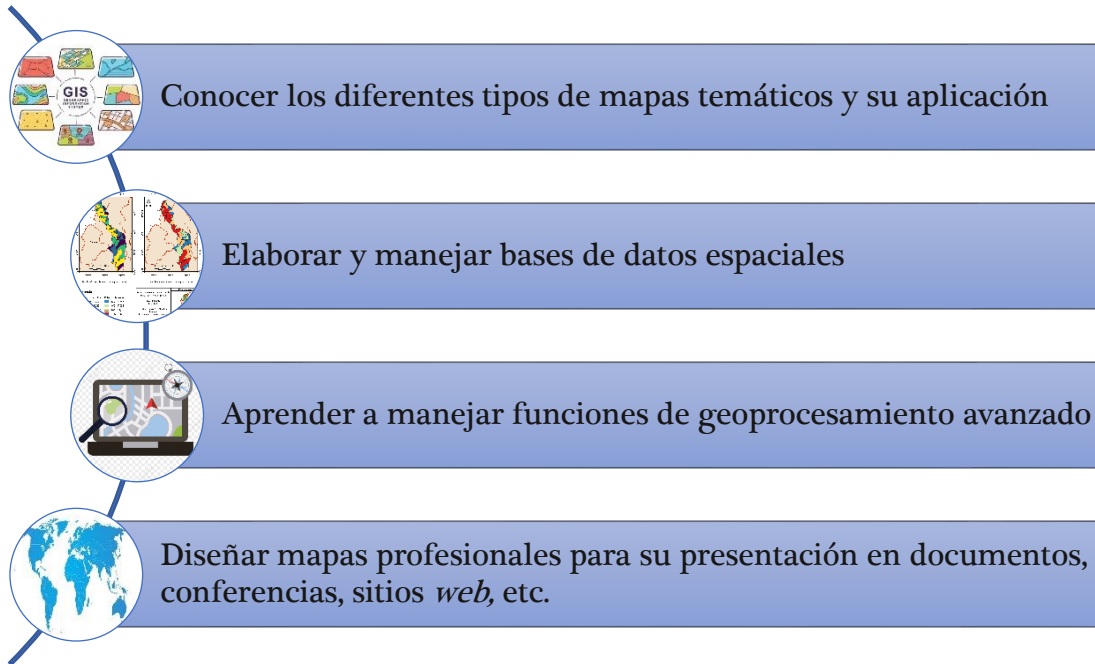 GIS
Conocer los diferentes tipos de mapas temáticos y su aplicación
Elaborar y manejar bases de datos espaciales
Aprender a manejar funciones de geoprocesamiento avanzado
Diseñar mapas profesionales para su presentación en documentos,
conferencias, sitios web, etc.